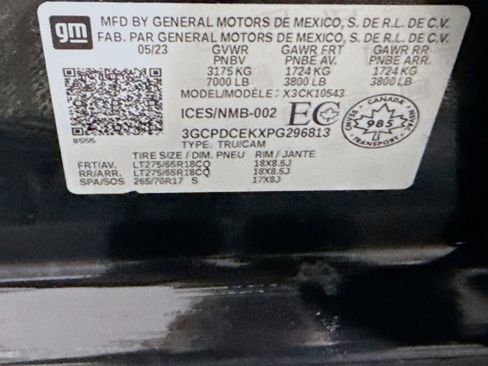 gm
MFD BY GENERAL MOTORS DE MEXICO, S. DE R.L. DE C.V.
FAB. PAR GENERAL MOTORS DE MEXICO, S. DE R.L. DE C.V.
05/23 GVWR GAWR FRT GAWR RR
PNBV PNBE AV. PNBE ARR.
3175 KG 1724 KG 1724 KG
7000 LB 3800 LB 3800 LB
MODEL/MODÈLE: X3CK10543
ICES/NMB-002 EC
3GCPDCEKXPG296813
TYPE: TRU/CAM
8555
TIRE SIZE / DIM. PNEU RIM / JANTE
FRT/AV. LT275/65R18CQ 18X8.5J
RR/ARR. LT275/65R18CQ 18X8.5J
SPA/SOS 265/70R17 S 17X8J
CANADA
985
TRANSPORT